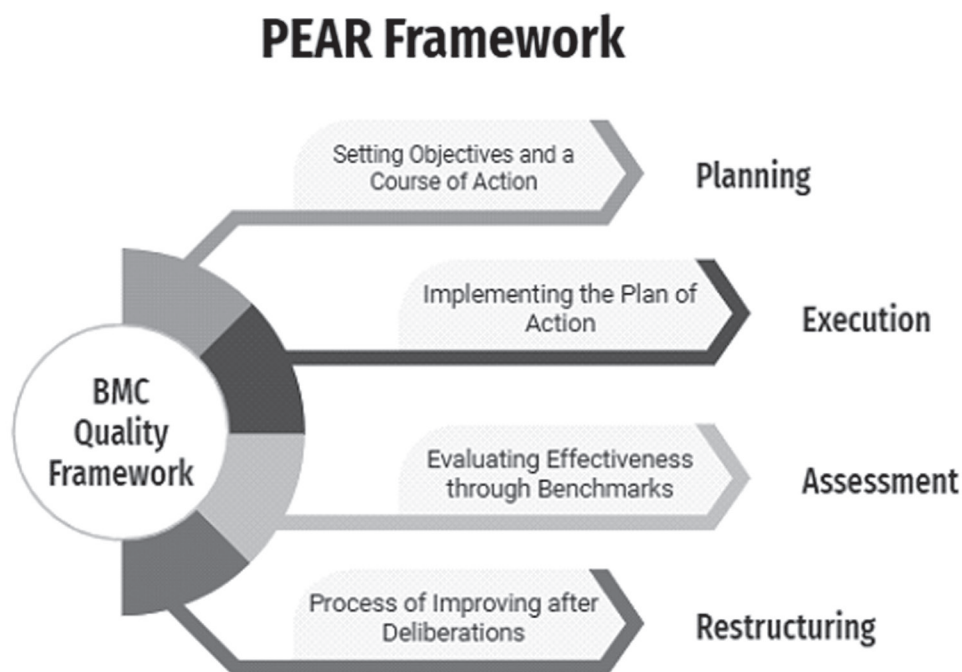 PEAR Framework
Setting Objectives and a
Course of Action
Planning
Implementing the Plan of
Action
Execution
BMC
Quality
Framework
Evaluating Effectiveness
through Benchmarks
Assessment
Process of Improving after
Deliberations
Restructuring